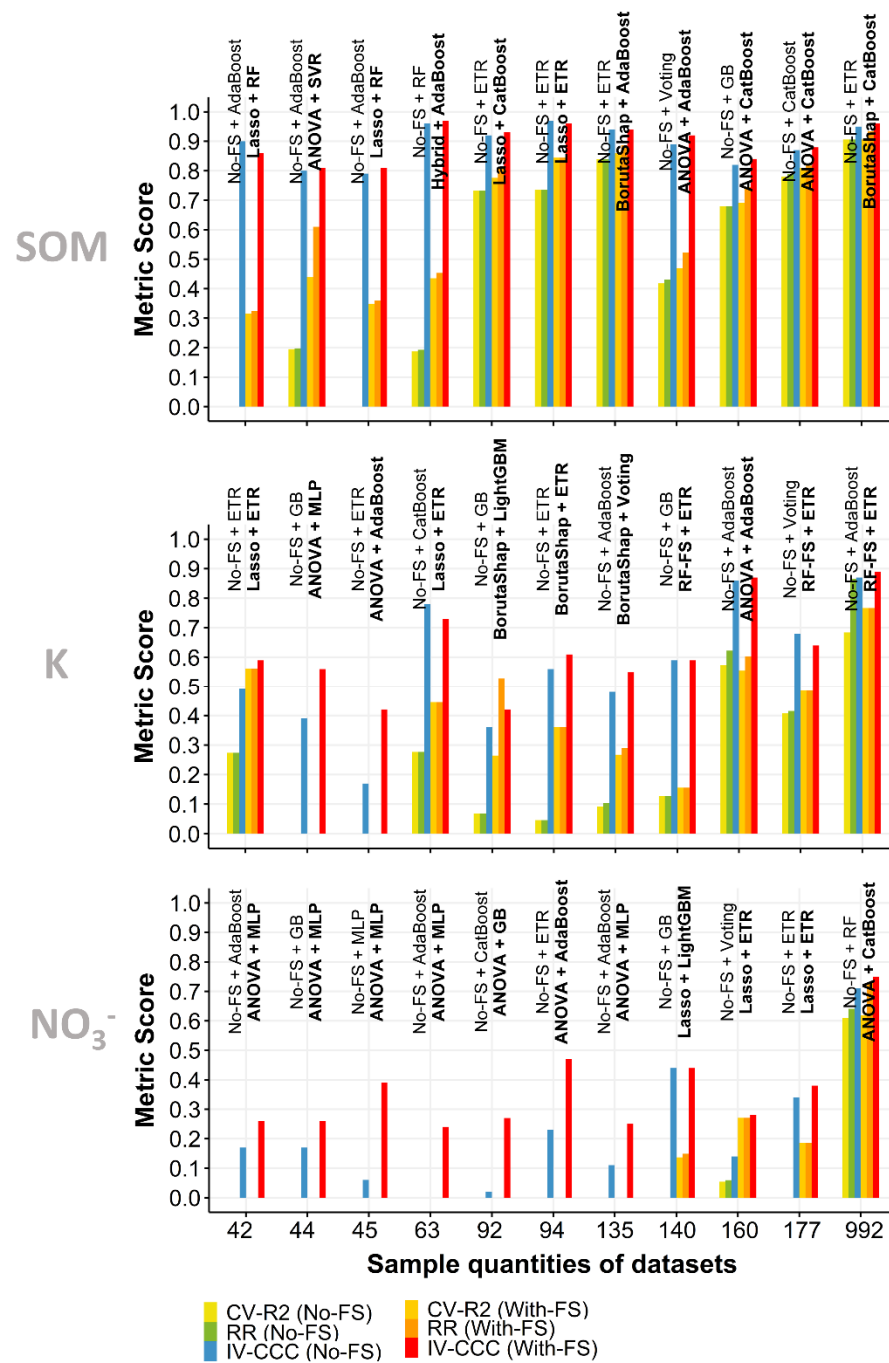 SOM
Metric Score
1.0
0.9
0.8
0.7
0.6
0.5
0.4
0.3
0.2
0.1
0.0
No-FS + AdaBoost
Lasso + RF
No-FS + AdaBoost
ANOVA + SVR
No-FS + AdaBoost
Lasso + RF
No-FS + RF
Hybrid + AdaBoost
No-FS + ETR
Lasso + CatBoost
No-FS + ETR
Lasso + ETR
No-FS + ETR
BorutaShap + AdaBoost
No-FS + Voting
ANOVA + AdaBoost
No-FS + GB
ANOVA + CatBoost
No-FS + CatBoost
ANOVA + CatBoost
No-FS + ETR
BorutaShap + CatBoost
K
Metric Score
1.0
0.9
0.8
0.7
0.6
0.5
0.4
0.3
0.2
0.1
0.0
No-FS + ETR
Lasso + ETR
No-FS + GB
ANOVA + MLP
No-FS + ETR
ANOVA + AdaBoost
No-FS + CatBoost
Lasso + ETR
No-FS + GB
BorutaShap + LightGBM
No-FS + ETR
BorutaShap + ETR
No-FS + AdaBoost
BorutaShap + Voting
No-FS + GB
RF-FS + ETR
No-FS + AdaBoost
ANOVA + AdaBoost
No-FS + Voting
RF-FS + ETR
No-FS + AdaBoost
RF-FS + ETR
NO₃⁻
Metric Score
1.0
0.9
0.8
0.7
0.6
0.5
0.4
0.3
0.2
0.1
0.0
No-FS + AdaBoost
ANOVA + MLP
No-FS + GB
ANOVA + MLP
No-FS + MLP
ANOVA + MLP
No-FS + AdaBoost
ANOVA + MLP
No-FS + CatBoost
ANOVA + GB
No-FS + ETR
ANOVA + AdaBoost
No-FS + AdaBoost
ANOVA + MLP
No-FS + GB
Lasso + LightGBM
No-FS + Voting
Lasso + ETR
No-FS + ETR
Lasso + ETR
No-FS + RF
ANOVA + CatBoost
42 44 45 63 92 94 135 140 160 177 992
Sample quantities of datasets
CV-R2 (No-FS) CV-R2 (With-FS)
RR (No-FS) RR (With-FS)
IV-CCC (No-FS) IV-CCC (With-FS)